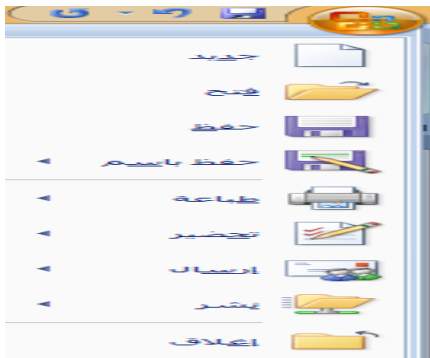 جديد
فتح
حفظ
حفظ باسم
طباعة
تحضير
إرسال
نشر
إغلاق